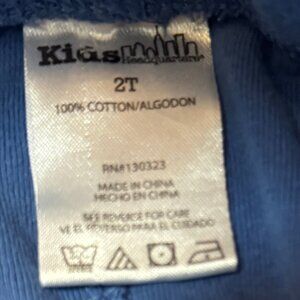 Kids Headquarters
2T
100% COTTON/ALGODON
RN#130323
MADE IN CHINA
HECHO EN CHINA
SEE REVERSE FOR CARE
VE EL REVERSO PARA EL CUIDADO